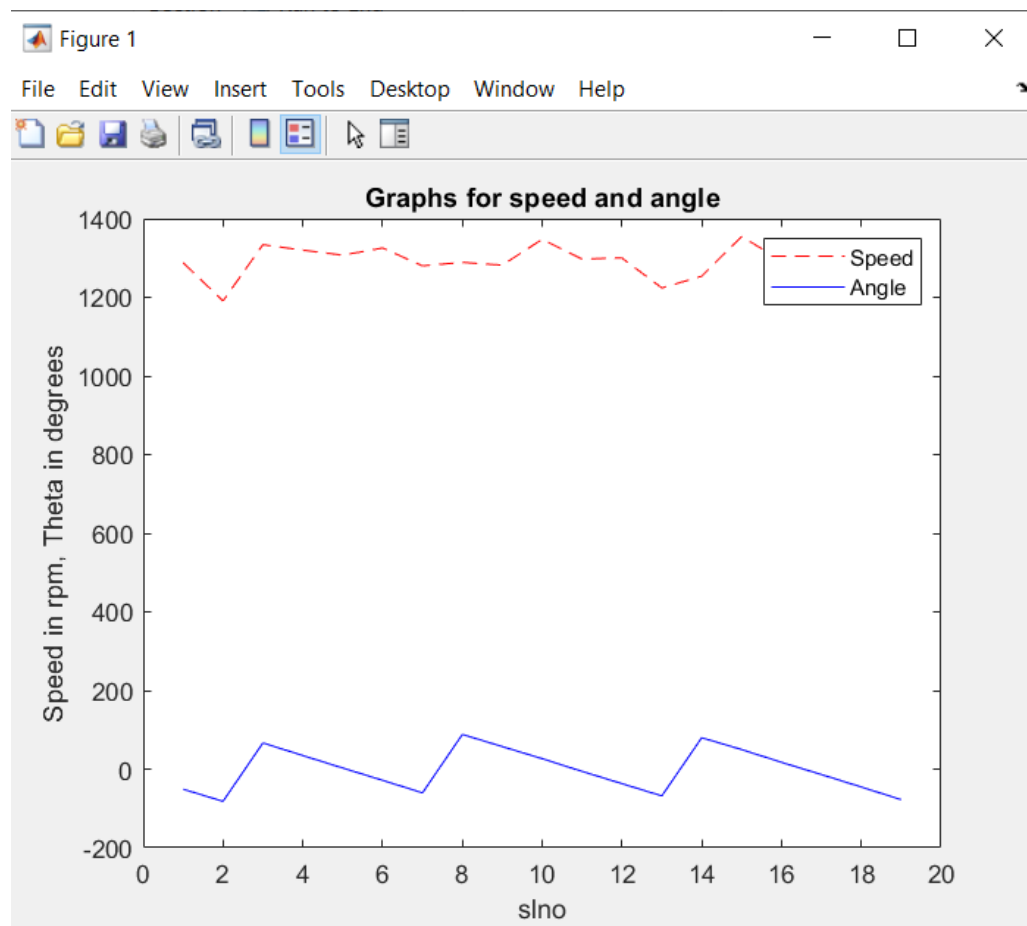 Figure 1
File Edit View Insert Tools Desktop Window Help
Graphs for speed and angle
1400
1200
1000
800
600
400
200
0
-200
Speed in rpm, Theta in degrees
Speed
Angle
0 2 4 6 8 10 12 14 16 18 20
slno